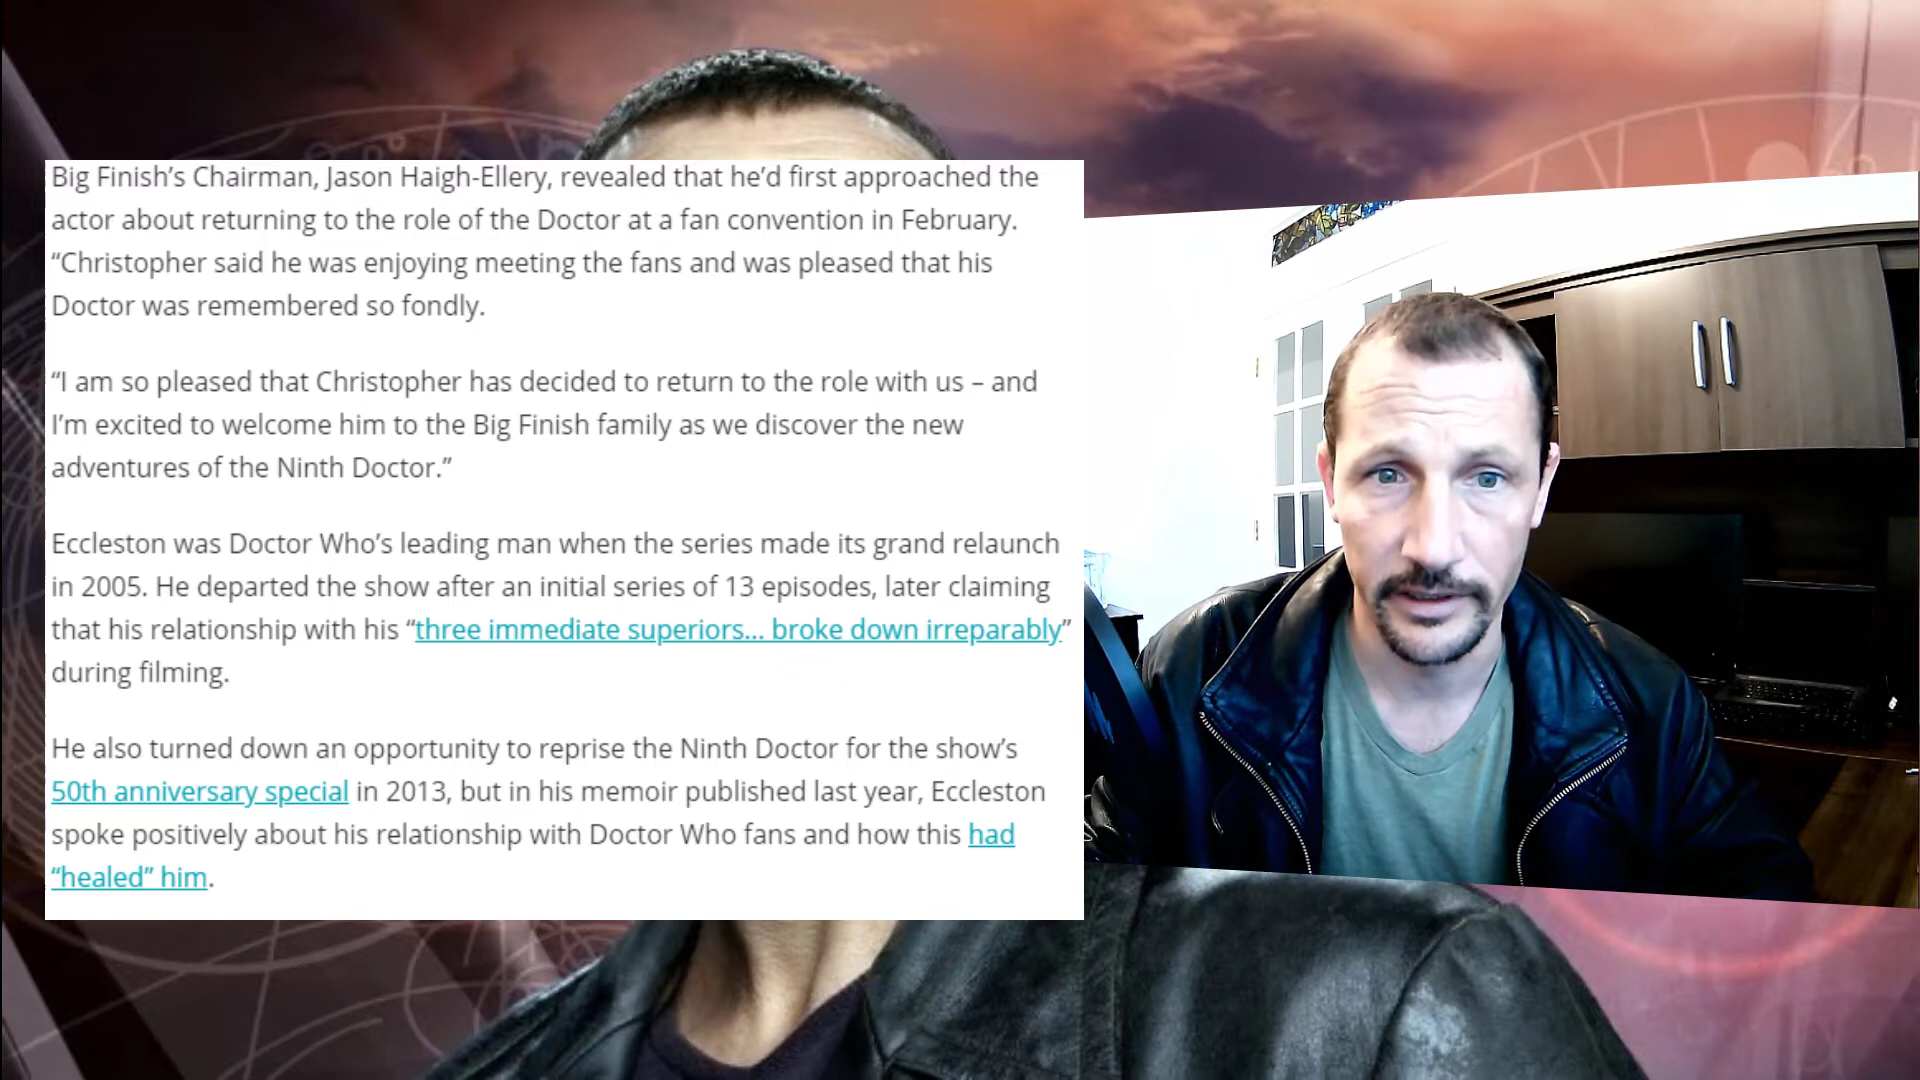 Big Finish’s Chairman, Jason Haigh-Ellery, revealed that he’d first approached the
actor about returning to the role of the Doctor at a fan convention in February.
“Christopher said he was enjoying meeting the fans and was pleased that his
Doctor was remembered so fondly.
“I am so pleased that Christopher has decided to return to the role with us – and
I’m excited to welcome him to the Big Finish family as we discover the new
adventures of the Ninth Doctor.”
Eccleston was Doctor Who’s leading man when the series made its grand relaunch
in 2005. He departed the show after an initial series of 13 episodes, later claiming
that his relationship with his “three immediate superiors... broke down irreparably”
during filming.
He also turned down an opportunity to reprise the Ninth Doctor for the show’s
50th anniversary special in 2013, but in his memoir published last year, Eccleston
spoke positively about his relationship with Doctor Who fans and how this had
“healed” him.